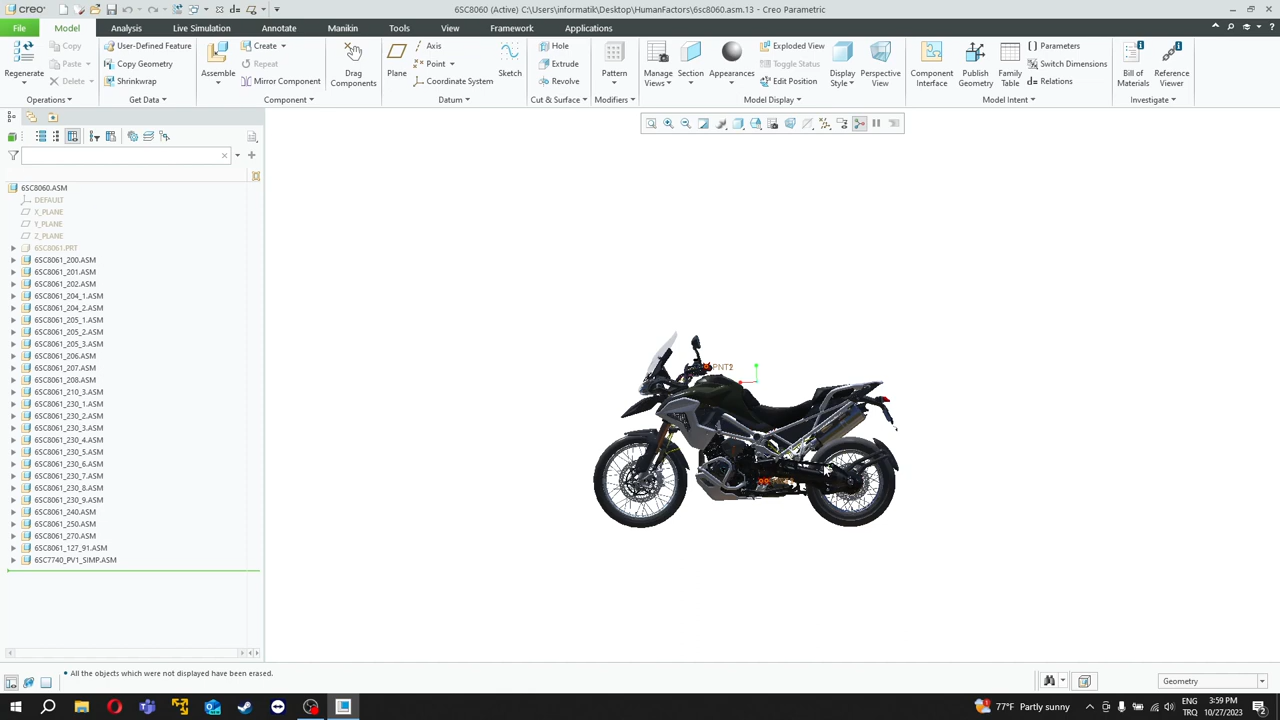 creo
6SC8060 (Active) C:\Users\informatik\Desktop\HumanFactors\6sc8060.asm.13 - Creo Parametric
File
Model
Analysis
Live Simulation
Annotate
Manikin
Tools
View
Framework
Applications
Regenerate
Copy
Paste
Delete
Operations
User-Defined Feature
Copy Geometry
Shrinkwrap
Get Data
Assemble
Create
Repeat
Mirror Component
Component
Drag
Components
Plane
Axis
Point
Coordinate System
Sketch
Datum
Hole
Extrude
Revolve
Cut & Surface
Pattern
Modifiers
Manage
Views
Section
Appearances
Exploded View
Toggle Status
Edit Position
Display
Style
Perspective
View
Model Display
Component
Interface
Publish
Geometry
Family
Table
Parameters
Switch Dimensions
Relations
Model Intent
Bill of
Materials
Reference
Viewer
Investigate
6SC8060.ASM
DEFAULT
X_PLANE
Y_PLANE
Z_PLANE
6SC8061.PRT
6SC8061_200.ASM
6SC8061_201.ASM
6SC8061_202.ASM
6SC8061_204_1.ASM
6SC8061_204_2.ASM
6SC8061_205_1.ASM
6SC8061_205_2.ASM
6SC8061_205_3.ASM
6SC8061_206.ASM
6SC8061_207.ASM
6SC8061_208.ASM
6SC8061_210_3.ASM
6SC8061_230_1.ASM
6SC8061_230_2.ASM
6SC8061_230_3.ASM
6SC8061_230_4.ASM
6SC8061_230_5.ASM
6SC8061_230_6.ASM
6SC8061_230_7.ASM
6SC8061_230_8.ASM
6SC8061_230_9.ASM
6SC8061_240.ASM
6SC8061_250.ASM
6SC8061_270.ASM
6SC8061_127_91.ASM
6SC7740_PV1_SIMP.ASM
All the objects which were not displayed have been erased.
Geometry
77°F Partly sunny
ENG
TRQ
3:59 PM
10/27/2023